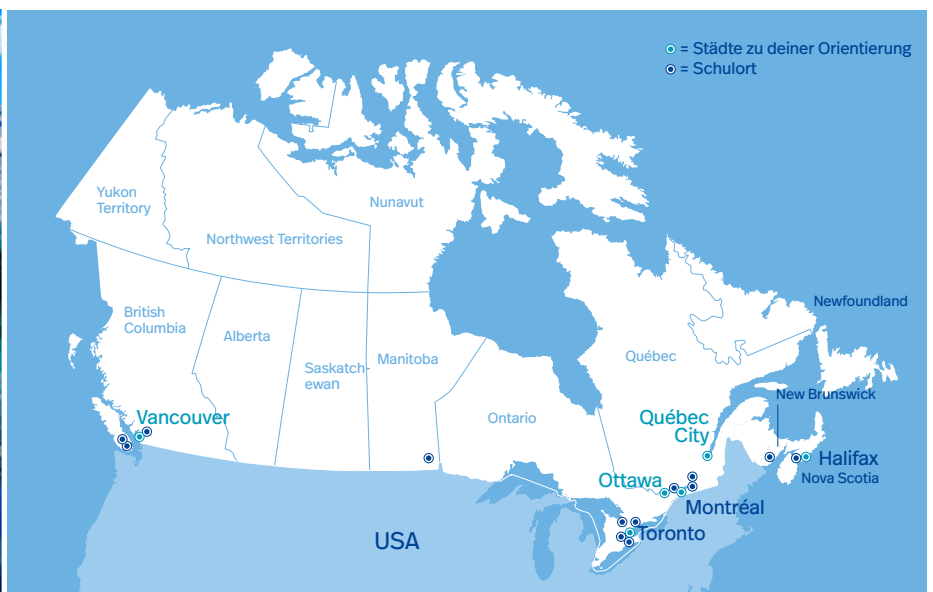 = Städte zu deiner Orientierung
= Schulort
Yukon
Territory
Nunavut
Northwest Territories
British
Columbia
Alberta
Saskatch-
ewan
Manitoba
Ontario
Québec
Newfoundland
New Brunswick
Vancouver
Québec
City
Ottawa
Halifax
Nova Scotia
Montréal
Toronto
USA